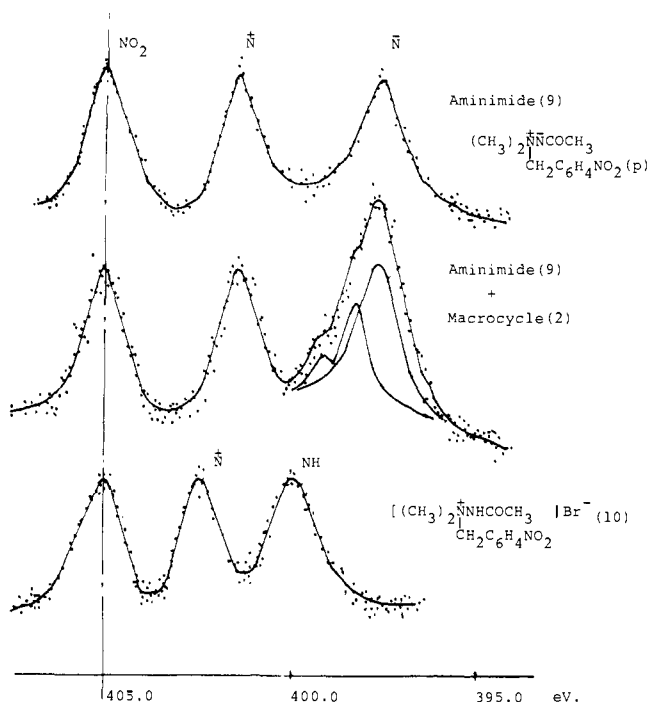 NO₂ N⁺ N̄
Aminimide(9)
(CH₃)₂N⁺N̄COCH₃
CH₂C₆H₄NO₂(p)
Aminimide(9)
+
Macrocycle(2)
N⁺ NH
[(CH₃)₂N⁺NHCOCH₃ ]Br⁻ (10)
CH₂C₆H₄NO₂
405.0 400.0 395.0 eV.